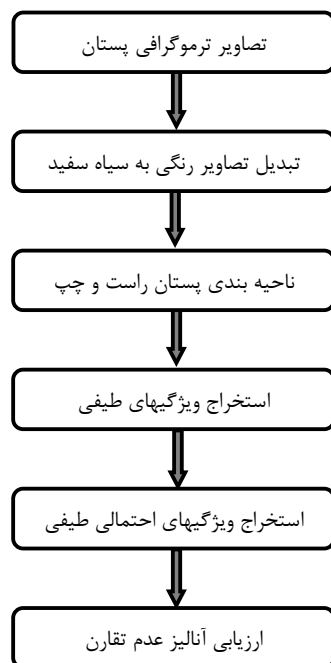 تصاویر ترموگرافی پستان
تبدیل تصاویر رنگی به سیاه سفید
ناحیه بندی پستان راست و چپ
استخراج ویژگیهای طیفی
استخراج ویژگیهای احتمالی طیفی
ارزیابی آنالیز عدم تقارن